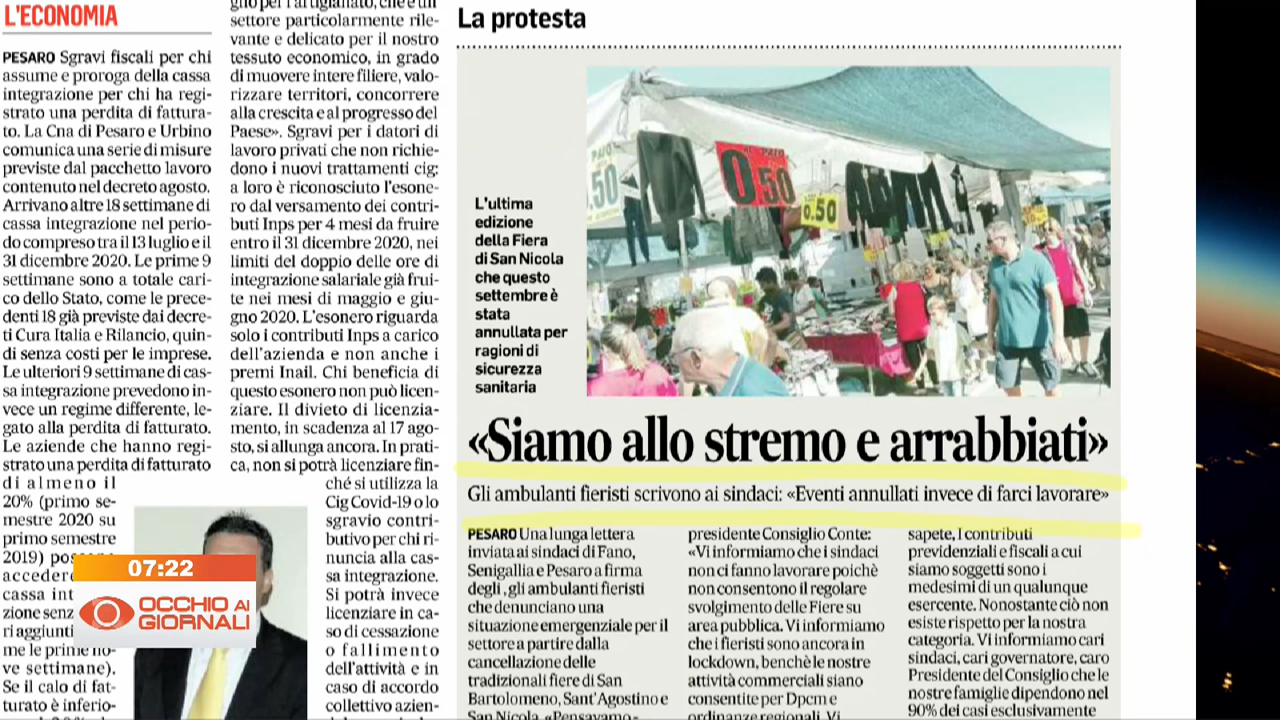 L'ECONOMIA
PESARO Sgravi fiscali per chi
assume e proroga della cassa
integrazione per chi ha regi-
strato una perdita di fattura-
to. La Cna di Pesaro e Urbino
comunica una serie di misure
previste dal pacchetto lavoro
contenuto nel decreto agosto.
Arrivano altre 18 settimane di
cassa integrazione nel perio-
do compreso tra il 13 luglio e il
31 dicembre 2020. Le prime 9
settimane sono a totale cari-
co dello Stato, come le prece-
denti 18 già previste dai decre-
ti Cura Italia e Rilancio, quin-
di senza costi per le imprese.
Le ulteriori 9 settimane di cas-
sa integrazione prevedono in-
vece un regime differente, le-
gato alla perdita di fatturato.
Le aziende che hanno regi-
strato una perdita di fatturato
di almeno il
20% (primo se-
mestre 2020 su
primo semestre
2019)
accedere
cassa
zione
ri
me le prime no-
ve settimane).
Se il calo di fat-
turato è inferio-
settore particolarmente rile-
vante e delicato per il nostro
tessuto economico, in grado
di muovere intere filiere, valo-
rizzare territori, concorrere
alla crescita e al progresso del
Paese». Sgravi per i datori di
lavoro privati che non richie-
dono i nuovi trattamenti cig:
a loro è riconosciuto l'esone-
ro dal versamento dei contri-
buti Inps per 4 mesi da fruire
entro il 31 dicembre 2020, nei
limiti del doppio delle ore di
integrazione salariale già frui-
te nei mesi di maggio e giu-
gno 2020. L'esonero riguarda
solo i contributi Inps a carico
dell'azienda e non anche i
premi Inail. Chi beneficia di
questo esonero non può licen-
ziare. Il divieto di licenzia-
mento, in scadenza al 17 ago-
sto, si allunga ancora. In prati-
ca, non si potrà licenziare fin-
ché si utilizza la
Cig Covid-19 o lo
sgravio contri-
butivo per chi ri-
nuncia alla cas-
sa integrazione.
Si potrà invece
licenziare in ca-
so di cessazione
o fallimento
dell'attività e in
caso di accordo
collettivo azien-
La protesta
L'ultima
edizione
della Fiera
di San Nicola
che questo
settembre è
stata
annullata per
ragioni di
sicurezza
sanitaria
,50
0,50
0.50
«Siamo allo stremo e arrabbiati»
Gli ambulanti fieristi scrivono ai sindaci: «Eventi annullati invece di farci lavorare»
PESARO Una lunga lettera
inviata ai sindaci di Fano,
Senigallia e Pesaro a firma
degli , gli ambulanti fieristi
che denunciano una
situazione emergenziale per il
settore a partire dalla
cancellazione delle
tradizionali fiere di San
Bartolomeno, Sant'Agostino e
San Nicola. «Pensavamo-
presidente Consiglio Conte:
«Vi informiamo che i sindaci
non ci fanno lavorare poichè
non consentono il regolare
svolgimento delle Fiere su
area pubblica. Vi informiamo
che i fieristi sono ancora in
lockdown, benchè le nostre
attività commerciali siano
consentite per Dpcm e
ordinanze regionali. Vi
sapete, I contributi
previdenziali e fiscali a cui
siamo soggetti sono i
medesimi di un qualunque
esercente. Nonostante ciò non
esiste rispetto per la nostra
categoria. Vi informiamo cari
sindaci, cari governatore, caro
Presidente del Consiglio che le
nostre famiglie dipendono nel
90% dei casi esclusivamente
07:22
OCCHIO AI
GIORNALI